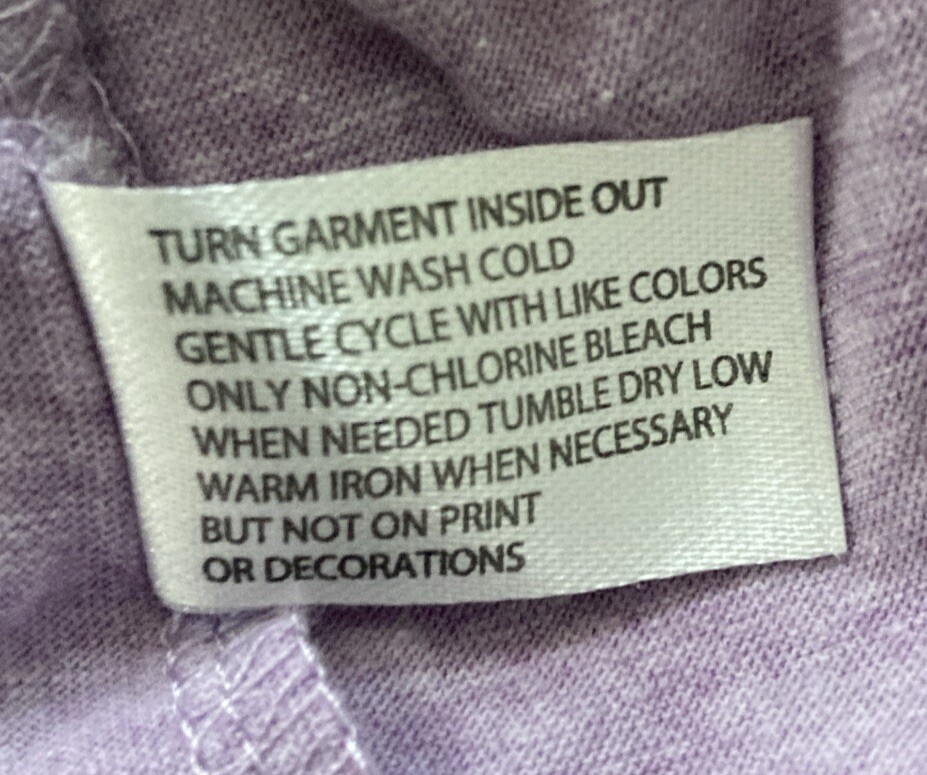 TURN GARMENT INSIDE OUT
MACHINE WASH COLD
GENTLE CYCLE WITH LIKE COLORS
ONLY NON-CHLORINE BLEACH
WHEN NEEDED TUMBLE DRY LOW
WARM IRON WHEN NECESSARY
BUT NOT ON PRINT
OR DECORATIONS